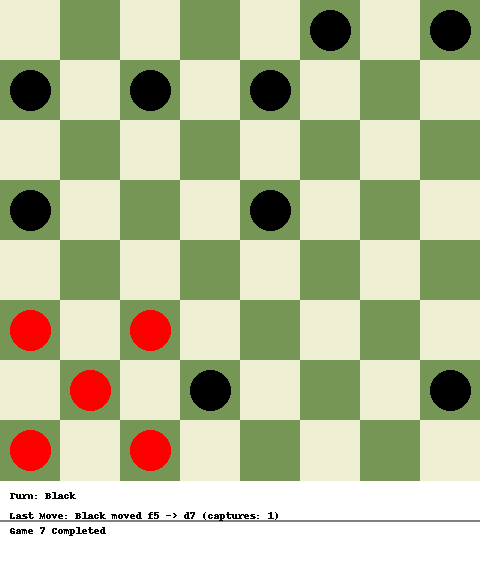 Turn: Black
Last Move: Black moved f5 -> d7 (captures: 1)
Game 7 Completed